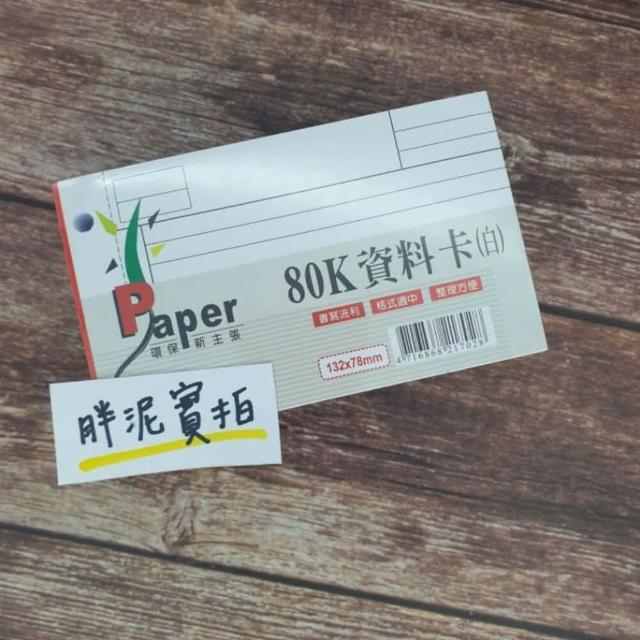 80K資料卡(白)
書寫流利 格式適中 整理方便
Paper
環保新主張
132x78mm
4716868217028
胖泥實拍